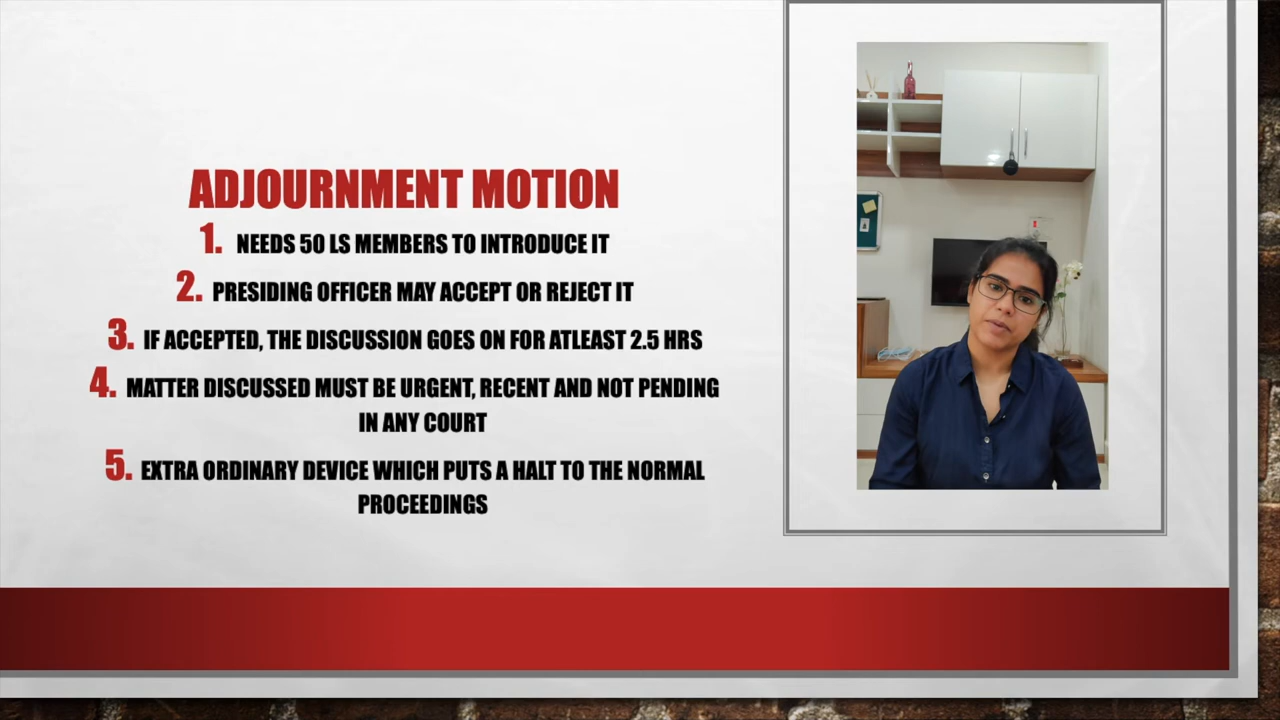 ADJOURNMENT MOTION
1. NEEDS 50 LS MEMBERS TO INTRODUCE IT
2. PRESIDING OFFICER MAY ACCEPT OR REJECT IT
3. IF ACCEPTED, THE DISCUSSION GOES ON FOR ATLEAST 2.5 HRS
4. MATTER DISCUSSED MUST BE URGENT, RECENT AND NOT PENDING
IN ANY COURT
5. EXTRA ORDINARY DEVICE WHICH PUTS A HALT TO THE NORMAL
PROCEEDINGS